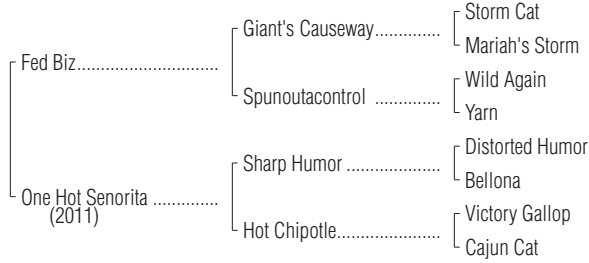 Storm Cat
Giant's Causeway..............
Mariah's Storm
Fed Biz..............................
Wild Again
Spunoutacontrol ..............
Yarn
Distorted Humor
Sharp Humor ....................
Bellona
One Hot Senorita ..............
(2011)
Victory Gallop
Hot Chipotle......................
Cajun Cat